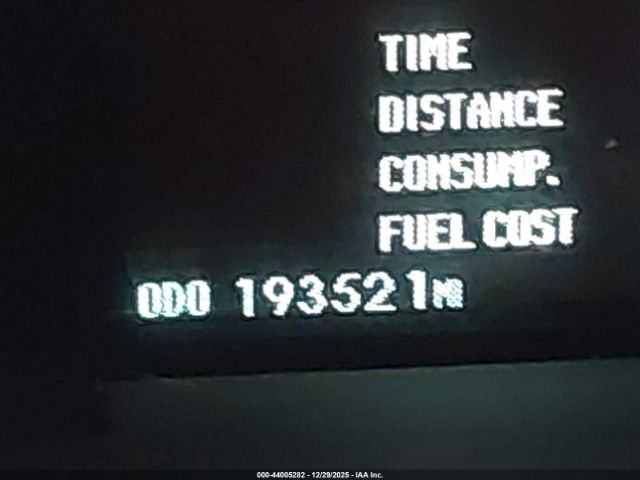 TIME
DISTANCE
CONSUMP.
FUEL COST
ODO 193521MI
000-44005282 - 12/29/2025 - IAA Inc.